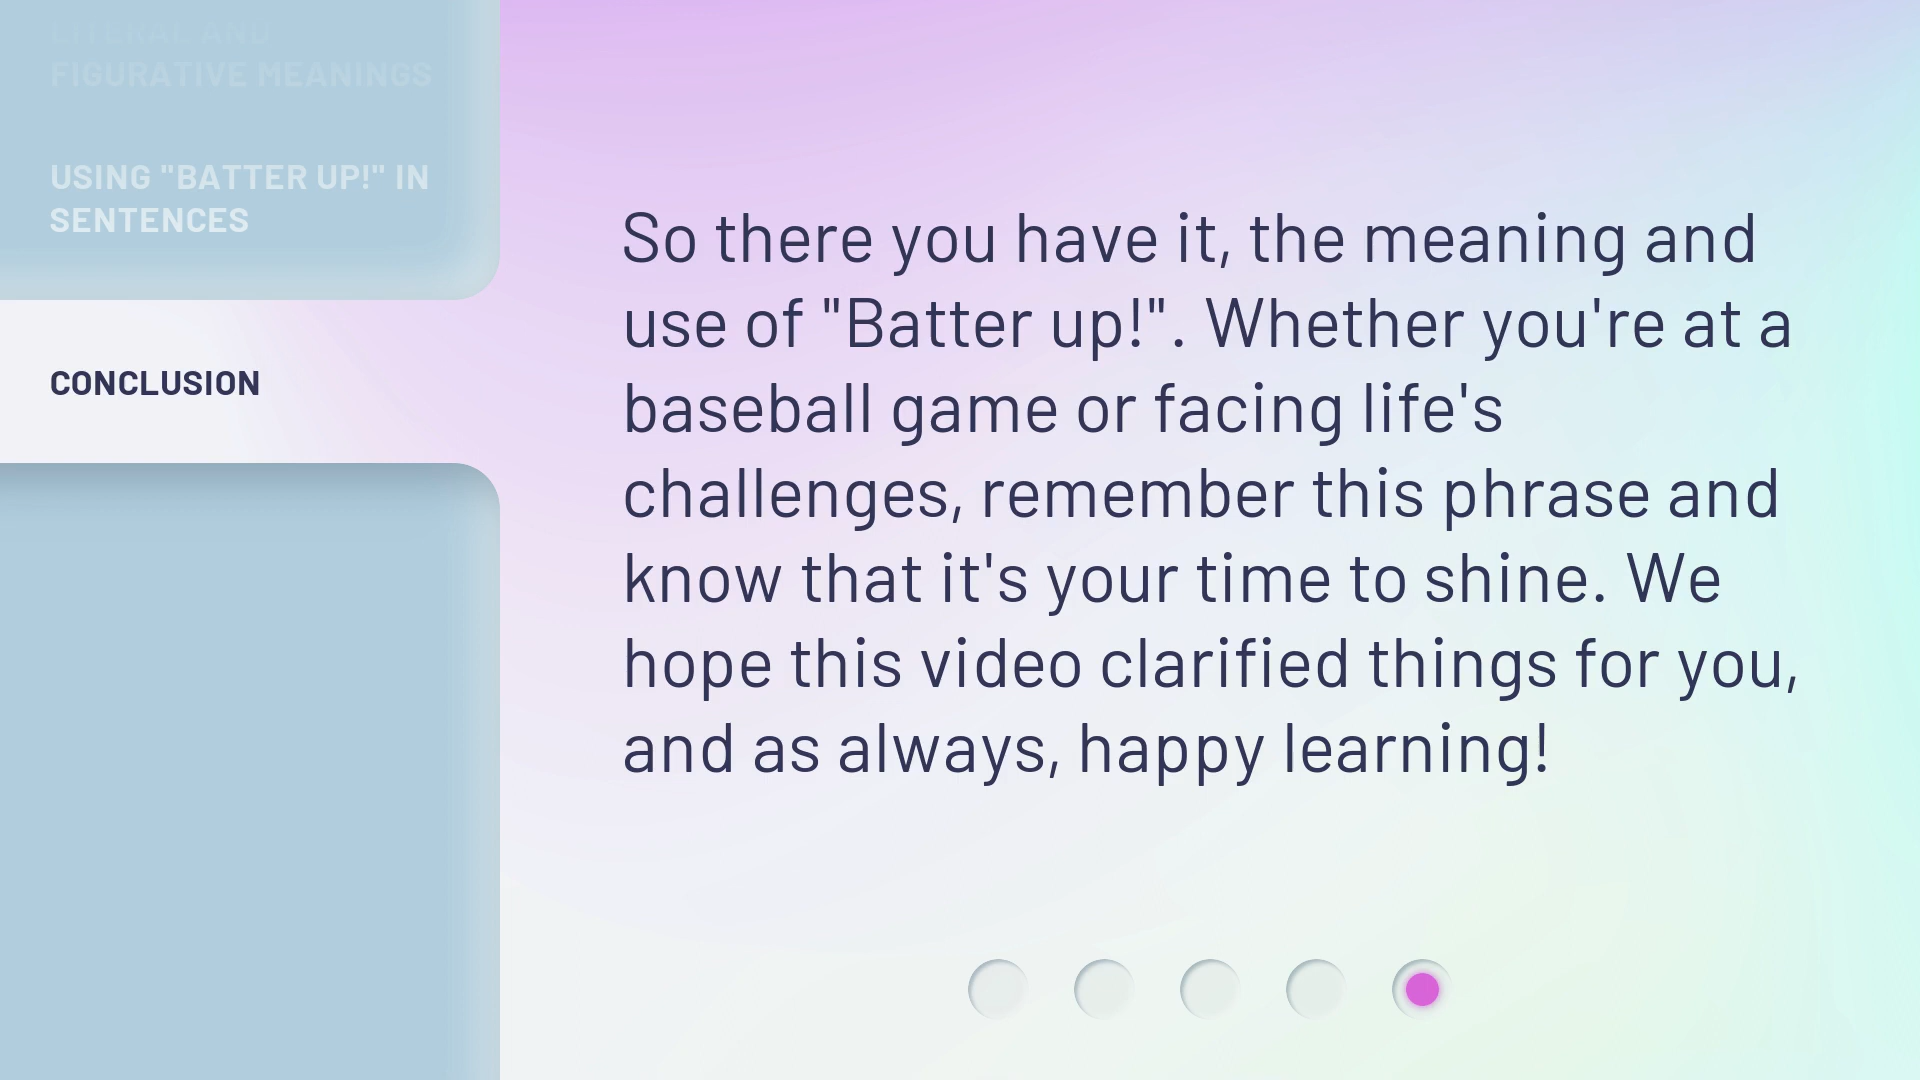 LITERAL AND
FIGURATIVE MEANINGS
USING "BATTER UP!" IN
SENTENCES
CONCLUSION
So there you have it, the meaning and
use of "Batter up!". Whether you're at a
baseball game or facing life's
challenges, remember this phrase and
know that it's your time to shine. We
hope this video clarified things for you,
and as always, happy learning!